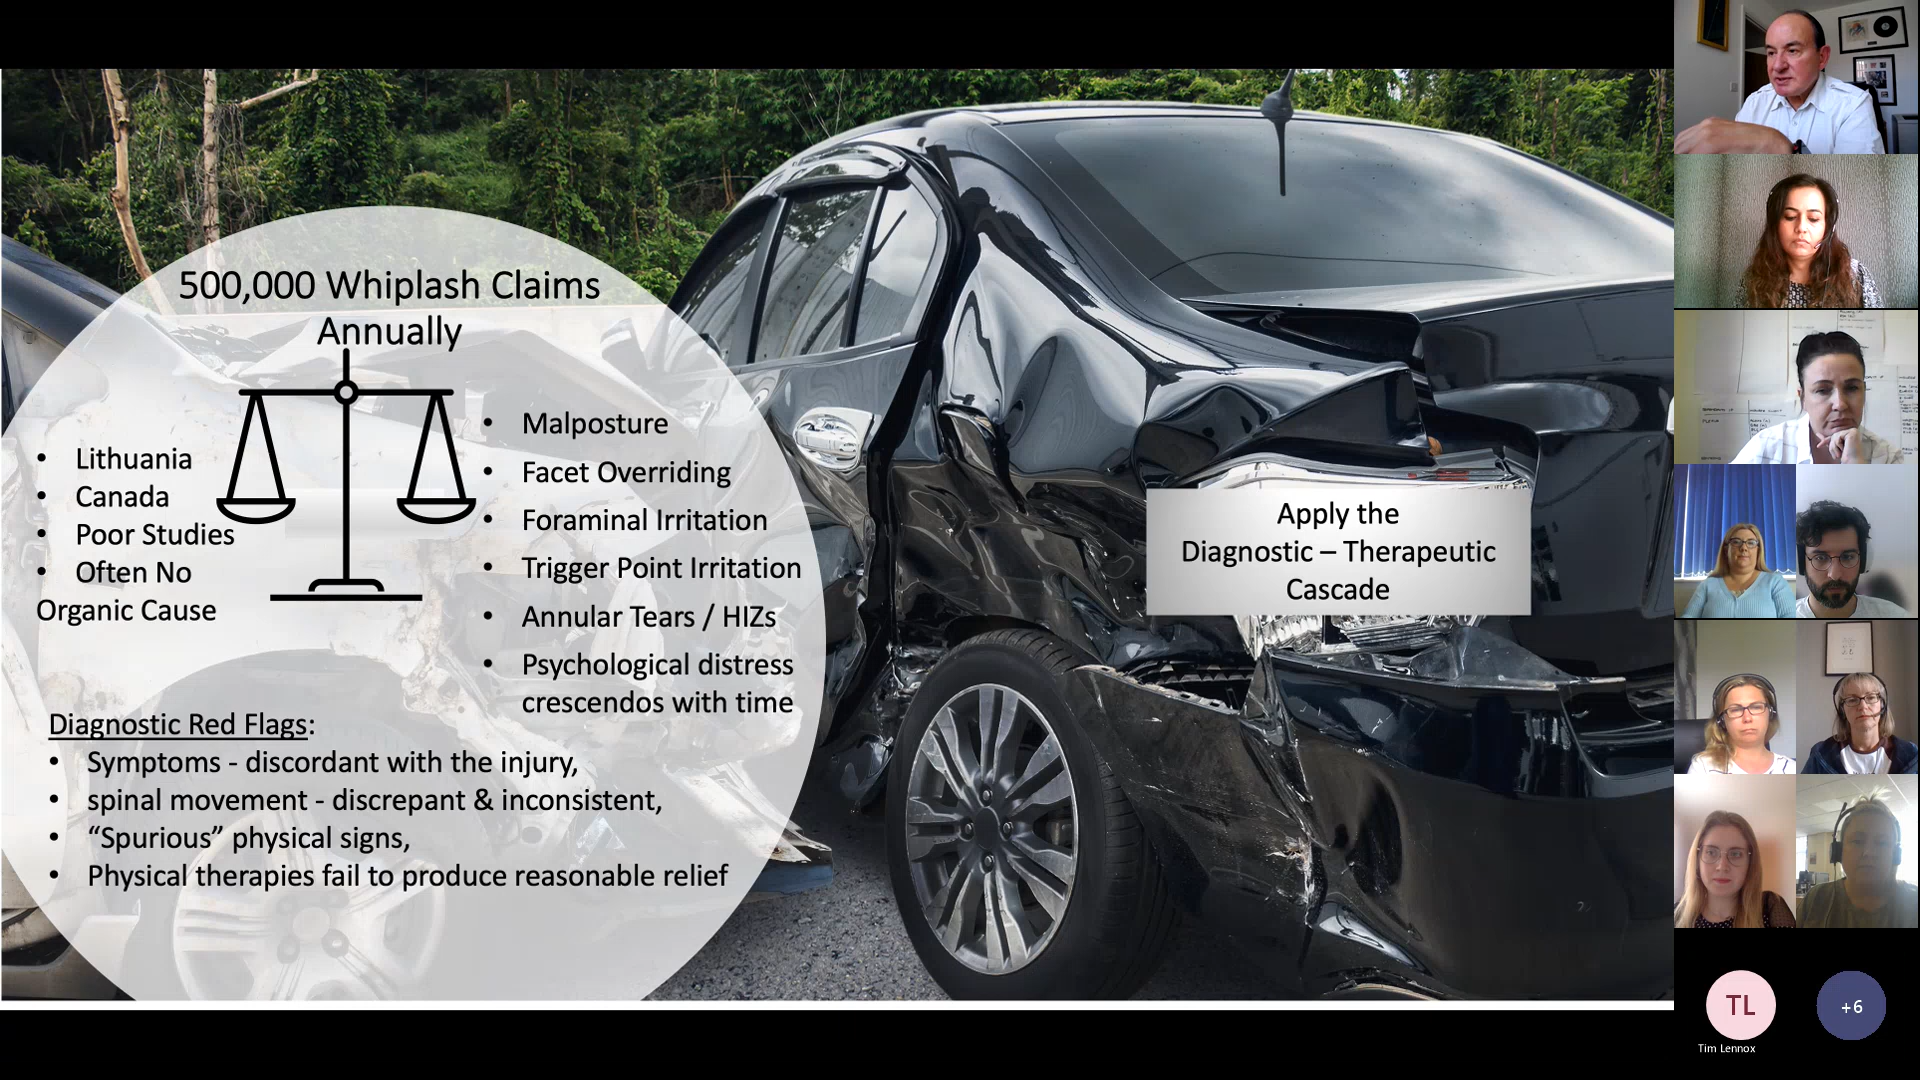 500,000 Whiplash Claims
Annually
• Lithuania
• Canada
• Poor Studies
• Often No
Organic Cause
• Malposture
• Facet Overriding
• Foraminal Irritation
• Trigger Point Irritation
• Annular Tears / HIZs
• Psychological distress
crescendos with time
Diagnostic Red Flags:
• Symptoms - discordant with the injury,
• spinal movement - discrepant & inconsistent,
• “Spurious” physical signs,
• Physical therapies fail to produce reasonable relief
Apply the
Diagnostic – Therapeutic
Cascade
TL
Tim Lennox
+6